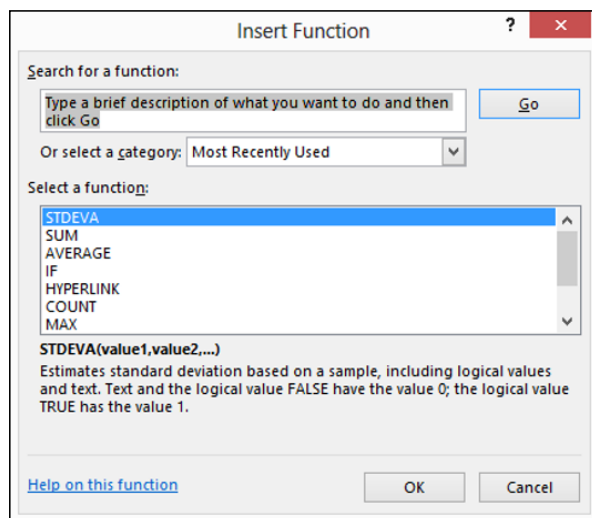 Insert Function
?
Search for a function:
Type a brief description of what you want to do and then
click Go
Go
Or select a category: Most Recently Used
Select a function:
STDEVA
SUM
AVERAGE
IF
HYPERLINK
COUNT
MAX
STDEVA(value1,value2,...)
Estimates standard deviation based on a sample, including logical values
and text. Text and the logical value FALSE have the value 0; the logical value
TRUE has the value 1.
Help on this function
OK
Cancel